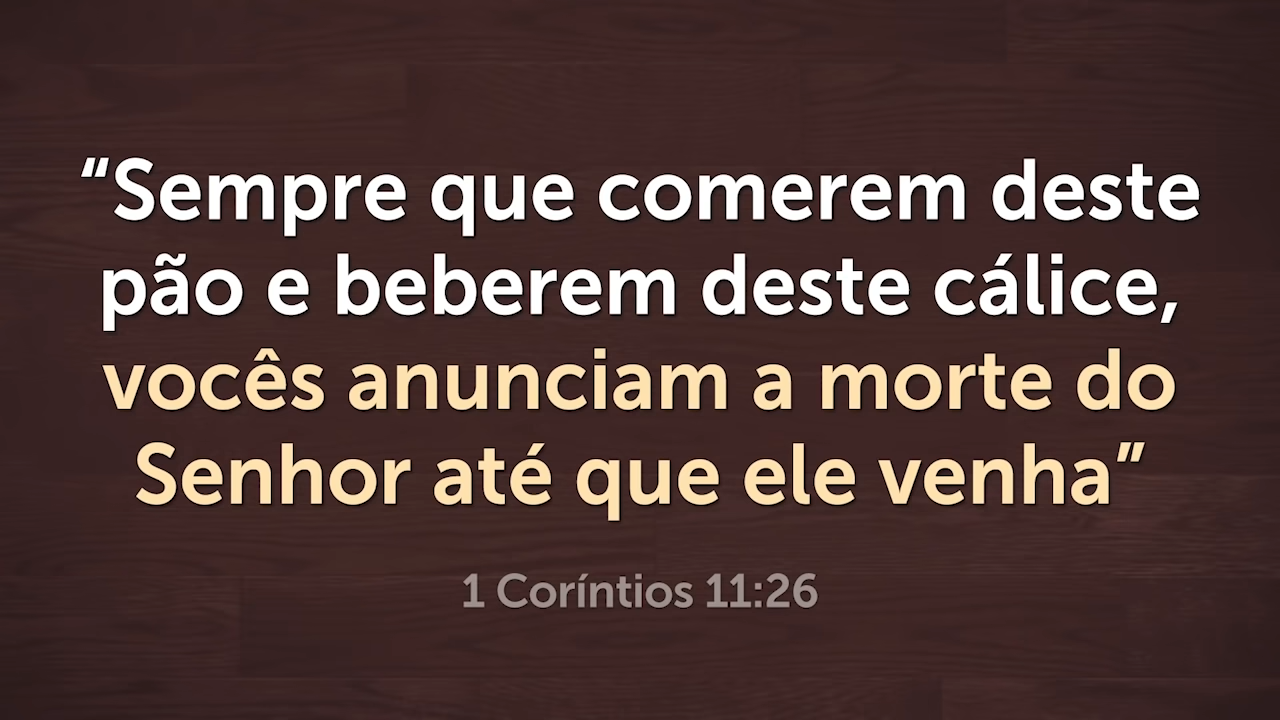 “Sempre que comerem deste
pão e beberem deste cálice,
vocês anunciam a morte do
Senhor até que ele venha”
1 Coríntios 11:26